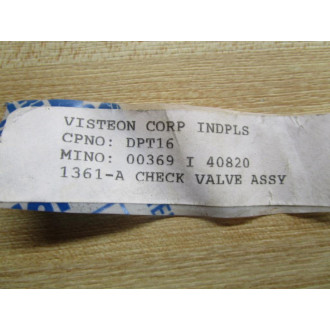 VISTEON CORP INDPLS
CPNO: DPT16
MINO: 00369 I 40820
1361-A CHECK VALVE ASSY